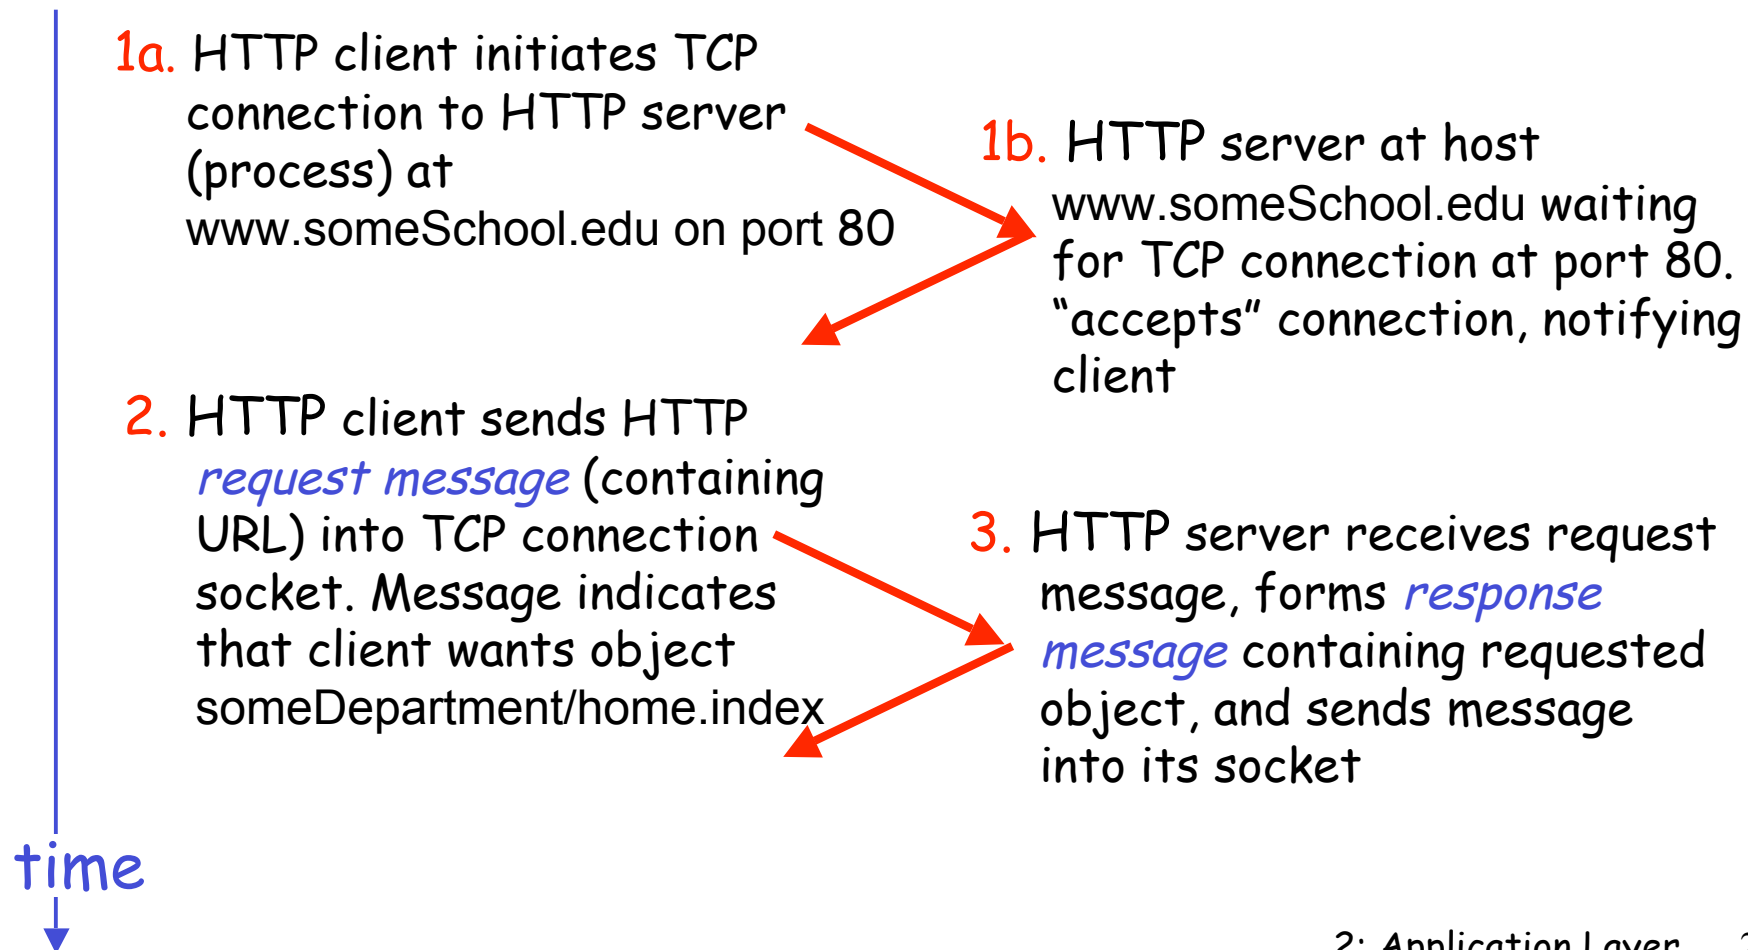 1a. HTTP client initiates TCP
connection to HTTP server
(process) at
www.someSchool.edu on port 80
1b. HTTP server at host
www.someSchool.edu waiting
for TCP connection at port 80.
“accepts” connection, notifying
client
2. HTTP client sends HTTP
request message (containing
URL) into TCP connection
socket. Message indicates
that client wants object
someDepartment/home.index
3. HTTP server receives request
message, forms response
message containing requested
object, and sends message
into its socket
time
2: Application Layer